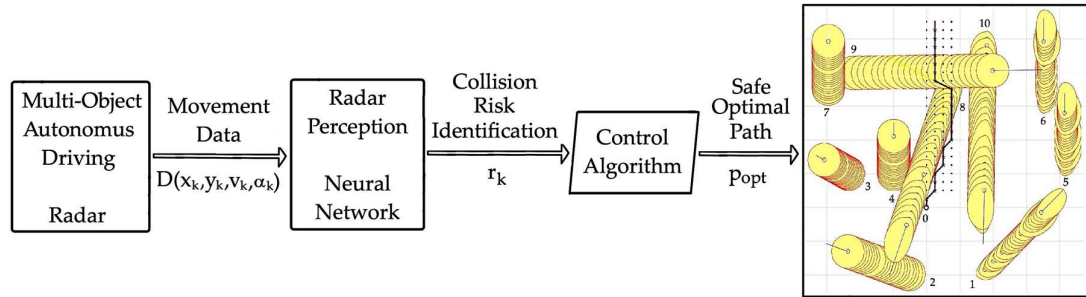 Multi-Object
Autonomus
Driving
Radar
Movement
Data
D(xₖ,yₖ,vₖ,αₖ)
Radar
Perception
Neural
Network
Collision
Risk
Identification
rₖ
Control
Algorithm
Safe
Optimal
Path
pₒₚₜ
10
9
8
7
6
5
3
4
0
2
1